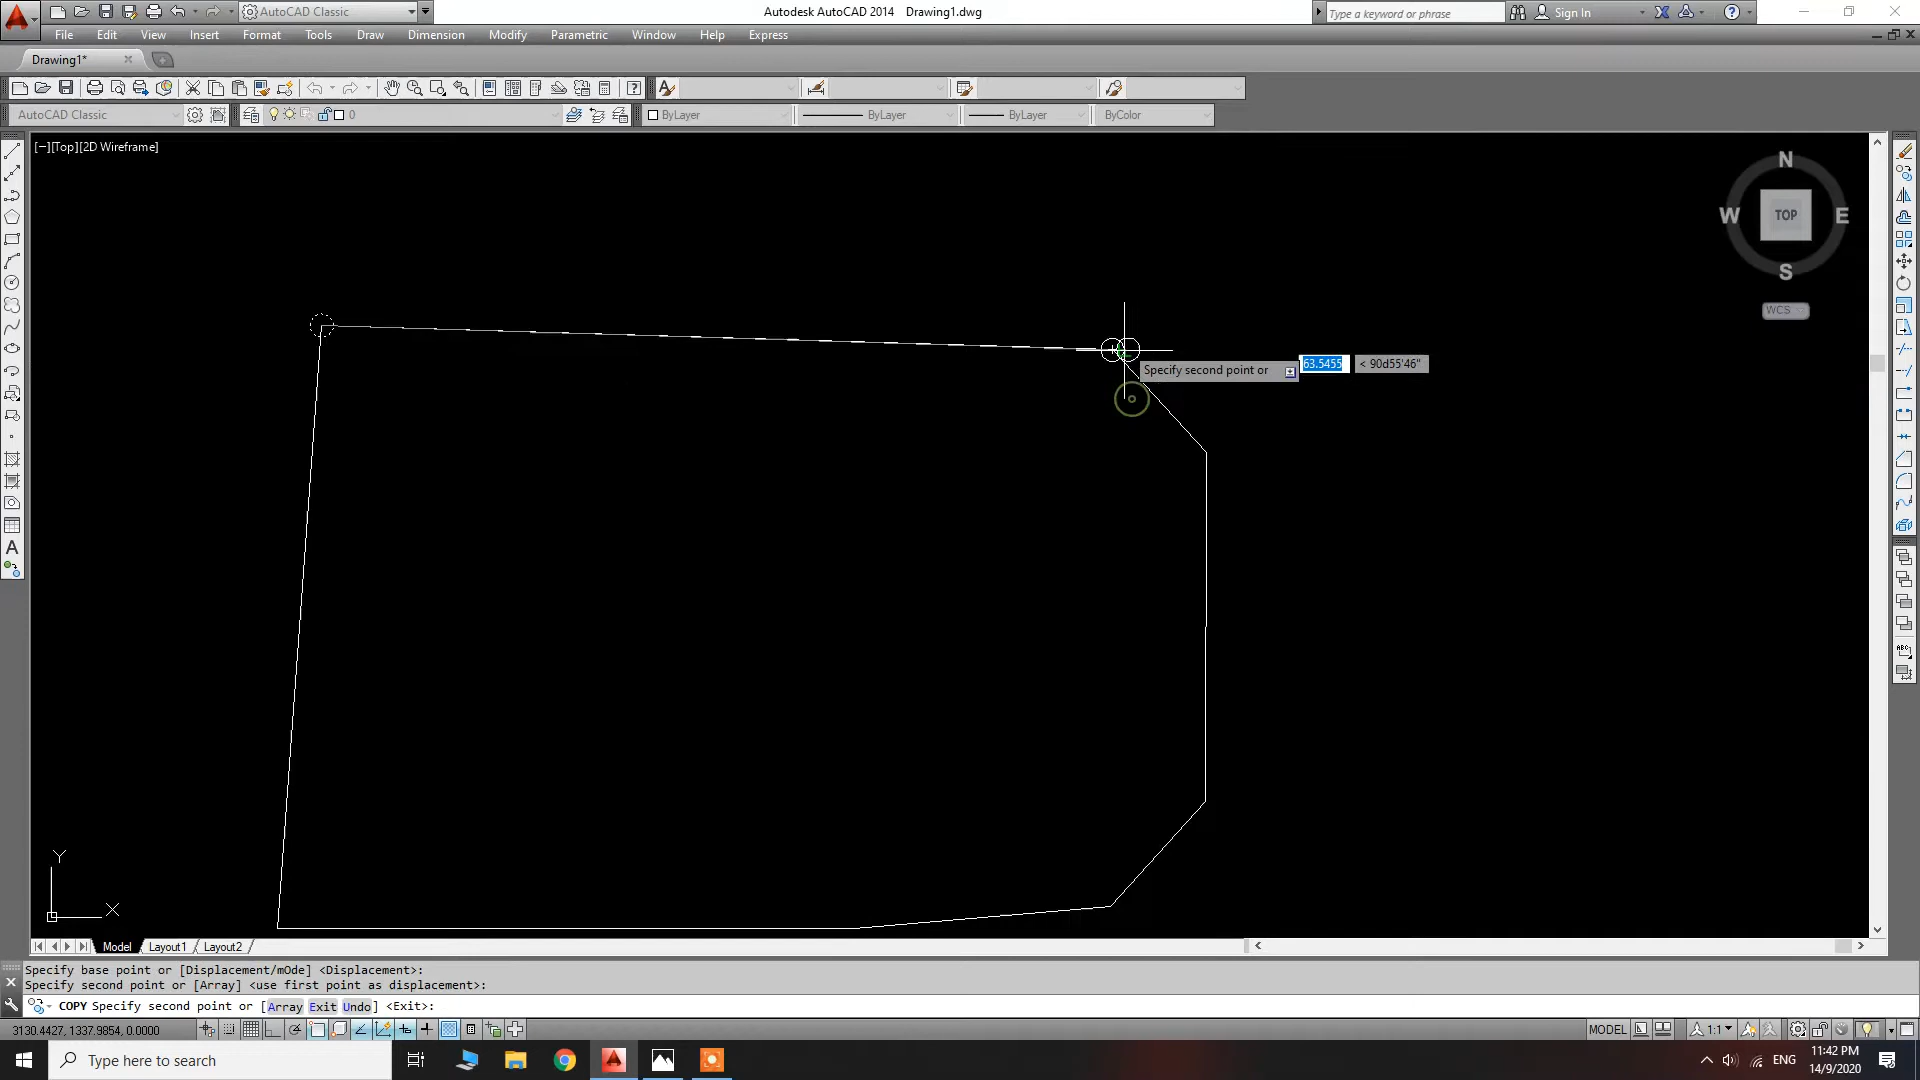 AutoCAD Classic
Autodesk AutoCAD 2014 Drawing1.dwg
Type a keyword or phrase
Sign In
File Edit View Insert Format Tools Draw Dimension Modify Parametric Window Help Express
Drawing1*
AutoCAD Classic
0
ByLayer
ByLayer
ByLayer
ByColor
[−][Top][2D Wireframe]
N
W TOP E
S
WCS
Specify second point or
63.5455
< 90d55'46"
Y
X
Model Layout1 Layout2
Specify base point or [Displacement/mOde] <Displacement>:
Specify second point or [Array] <use first point as displacement>:
COPY Specify second point or [Array Exit Undo] <Exit>:
3130.4427, 1337.9854, 0.0000
MODEL
1:1
A
ABC
Type here to search
ENG
11:42 PM
14/9/2020